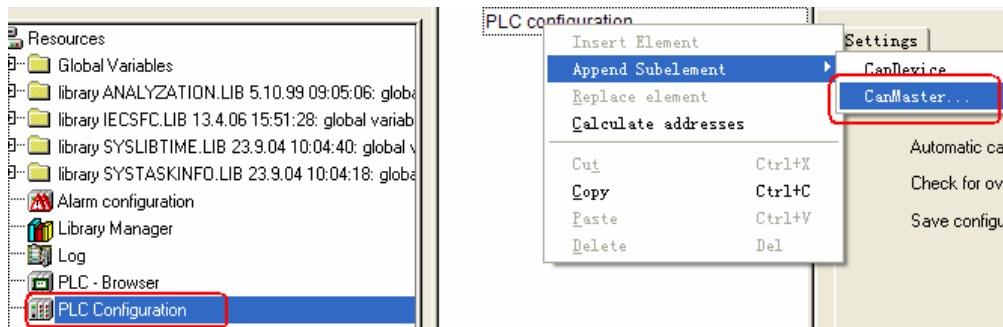 Resources
Global Variables
library ANALYZATION.LIB 5.10.99 09:05:06: globa
library IECSFC.LIB 13.4.06 15:51:28: global variab
library SYSLIBTIME.LIB 23.9.04 10:04:40: global v
library SYSTASKINFO.LIB 23.9.04 10:04:18: globa
Alarm configuration
Library Manager
Log
PLC - Browser
PLC Configuration
PLC configuration
Insert Element
Append Subelement
Replace element
Calculate addresses
Cut Ctrl+X
Copy Ctrl+C
Paste Ctrl+V
Delete Del
Settings
CanDevice...
CanMaster...
Automatic ca
Check for ov
Save configu